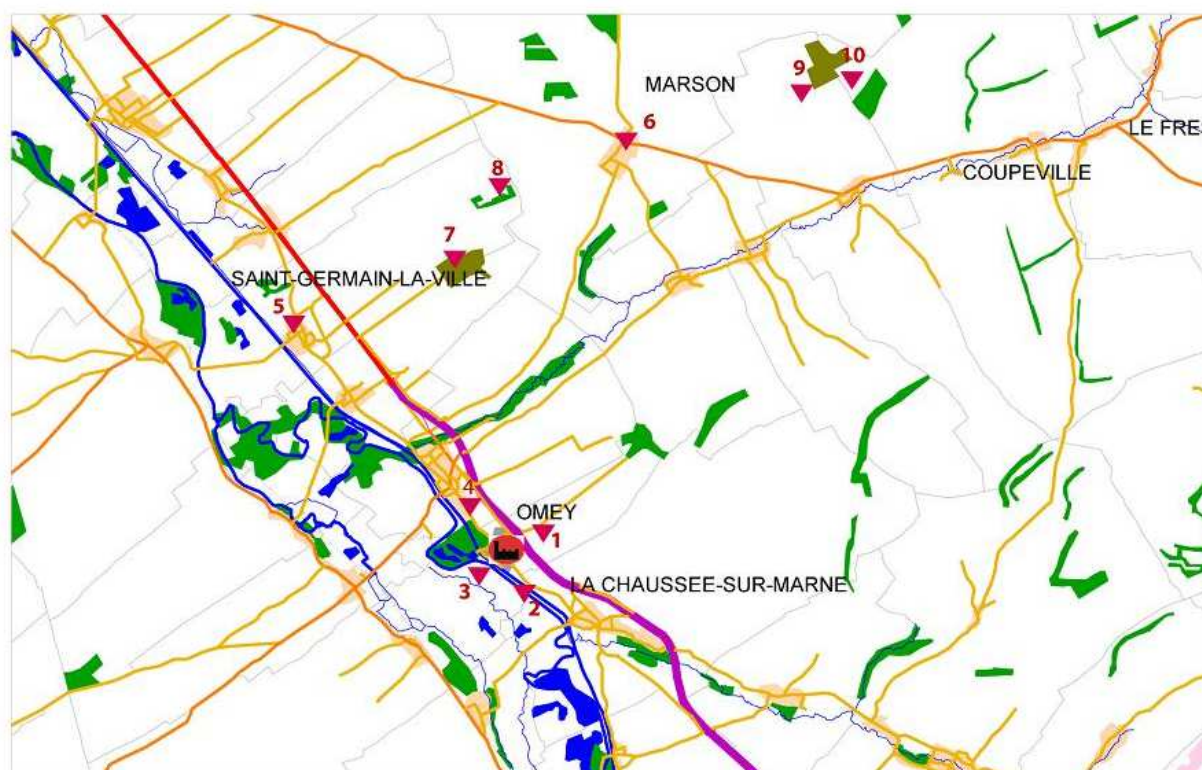 9
10
MARSON
6
LE FRE
8
COUPEVILLE
7
SAINT-GERMAIN-LA-VILLE
5
4
OMEY
1
3
LA CHAUSSEE-SUR-MARNE
2